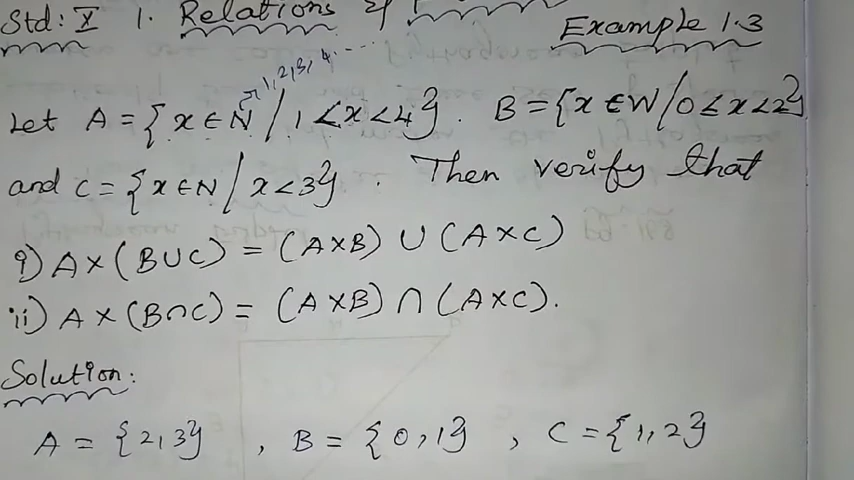 Std: X 1. Relations
Example 1.3
1,2,3,4.....
Let A = { x ∈ N / 1 < x < 4 } . B = { x ∈ W / 0 ≤ x < 2 }
and C = { x ∈ N / x < 3 } . Then verify that
i) A × (B ∪ C) = (A × B) ∪ (A × C)
ii) A × (B ∩ C) = (A × B) ∩ (A × C).
Solution:
A = { 2, 3 } , B = { 0, 1 } , C = { 1, 2 }